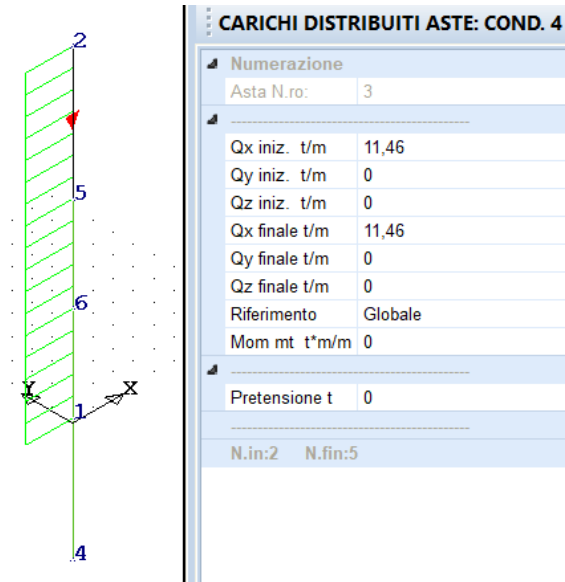 2
5
6
Y
X
1
4
CARICHI DISTRIBUITI ASTE: COND. 4
Numerazione
Asta N.ro: 3
Qx iniz. t/m 11,46
Qy iniz. t/m 0
Qz iniz. t/m 0
Qx finale t/m 11,46
Qy finale t/m 0
Qz finale t/m 0
Riferimento Globale
Mom mt t*m/m 0
Pretensione t 0
N.in:2 N.fin:5